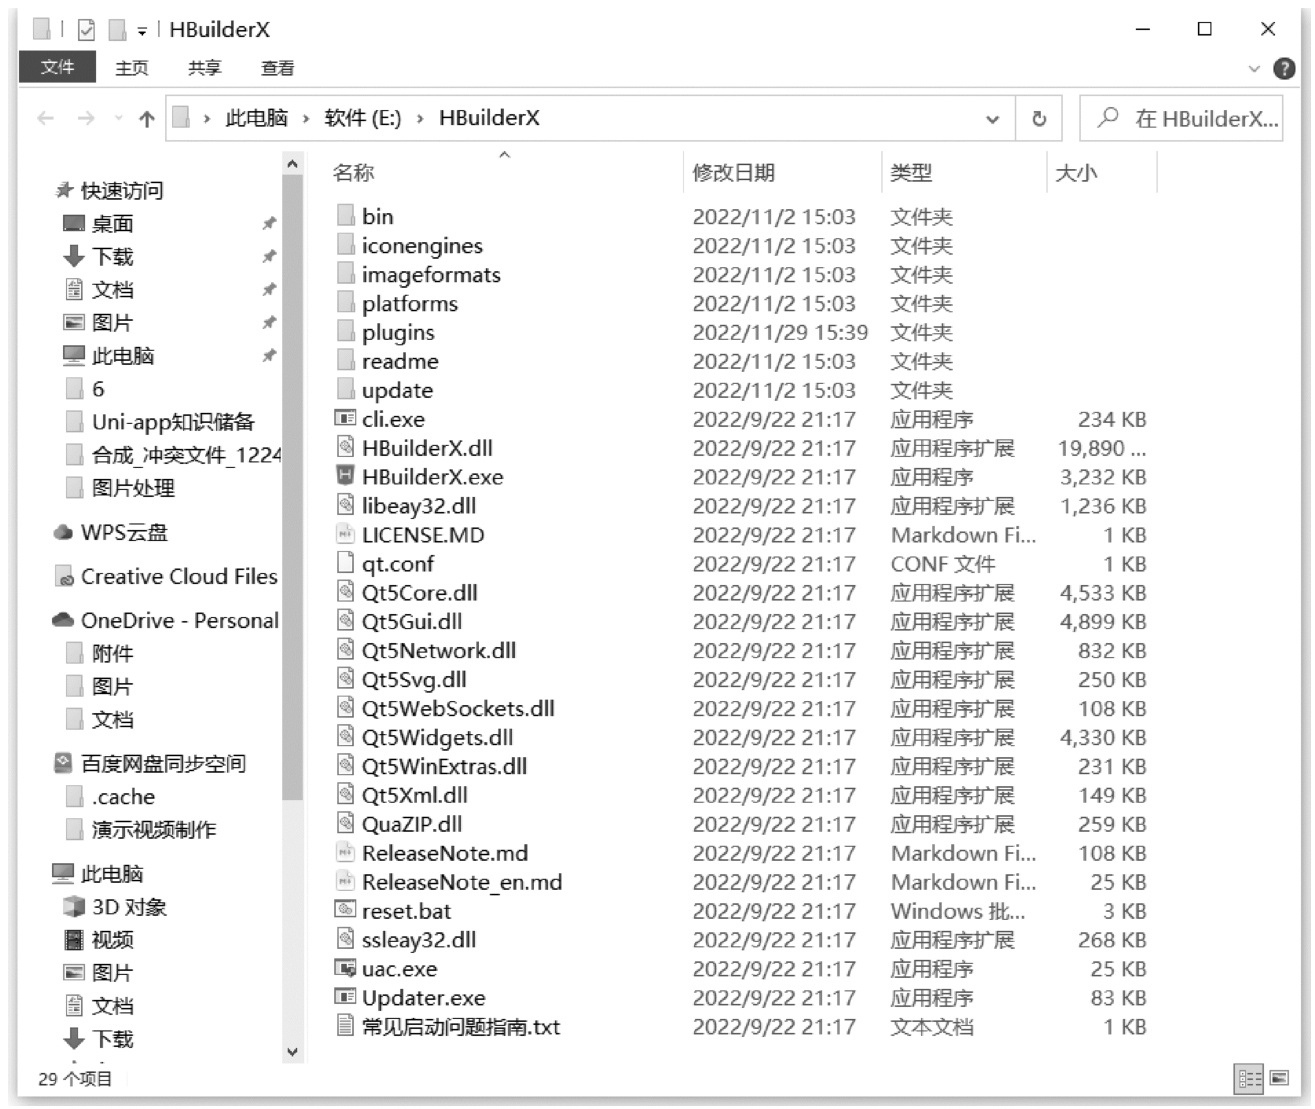 HBuilderX
文件 主页 共享 查看
此电脑 › 软件 (E:) › HBuilderX
在 HBuilderX...
快速访问
桌面
下载
文档
图片
此电脑
6
Uni-app知识储备
合成_冲突文件_1224
图片处理
WPS云盘
Creative Cloud Files
OneDrive - Personal
附件
图片
文档
百度网盘同步空间
.cache
演示视频制作
此电脑
3D 对象
视频
图片
文档
下载
名称 修改日期 类型 大小
bin 2022/11/2 15:03 文件夹
iconengines 2022/11/2 15:03 文件夹
imageformats 2022/11/2 15:03 文件夹
platforms 2022/11/2 15:03 文件夹
plugins 2022/11/29 15:39 文件夹
readme 2022/11/2 15:03 文件夹
update 2022/11/2 15:03 文件夹
cli.exe 2022/9/22 21:17 应用程序 234 KB
HBuilderX.dll 2022/9/22 21:17 应用程序扩展 19,890 ...
HBuilderX.exe 2022/9/22 21:17 应用程序 3,232 KB
libeay32.dll 2022/9/22 21:17 应用程序扩展 1,236 KB
LICENSE.MD 2022/9/22 21:17 Markdown Fi... 1 KB
qt.conf 2022/9/22 21:17 CONF 文件 1 KB
Qt5Core.dll 2022/9/22 21:17 应用程序扩展 4,533 KB
Qt5Gui.dll 2022/9/22 21:17 应用程序扩展 4,899 KB
Qt5Network.dll 2022/9/22 21:17 应用程序扩展 832 KB
Qt5Svg.dll 2022/9/22 21:17 应用程序扩展 250 KB
Qt5WebSockets.dll 2022/9/22 21:17 应用程序扩展 108 KB
Qt5Widgets.dll 2022/9/22 21:17 应用程序扩展 4,330 KB
Qt5WinExtras.dll 2022/9/22 21:17 应用程序扩展 231 KB
Qt5Xml.dll 2022/9/22 21:17 应用程序扩展 149 KB
QuaZIP.dll 2022/9/22 21:17 应用程序扩展 259 KB
ReleaseNote.md 2022/9/22 21:17 Markdown Fi... 108 KB
ReleaseNote_en.md 2022/9/22 21:17 Markdown Fi... 25 KB
reset.bat 2022/9/22 21:17 Windows 批... 3 KB
ssleay32.dll 2022/9/22 21:17 应用程序扩展 268 KB
uac.exe 2022/9/22 21:17 应用程序 25 KB
Updater.exe 2022/9/22 21:17 应用程序 83 KB
常见启动问题指南.txt 2022/9/22 21:17 文本文档 1 KB
29 个项目